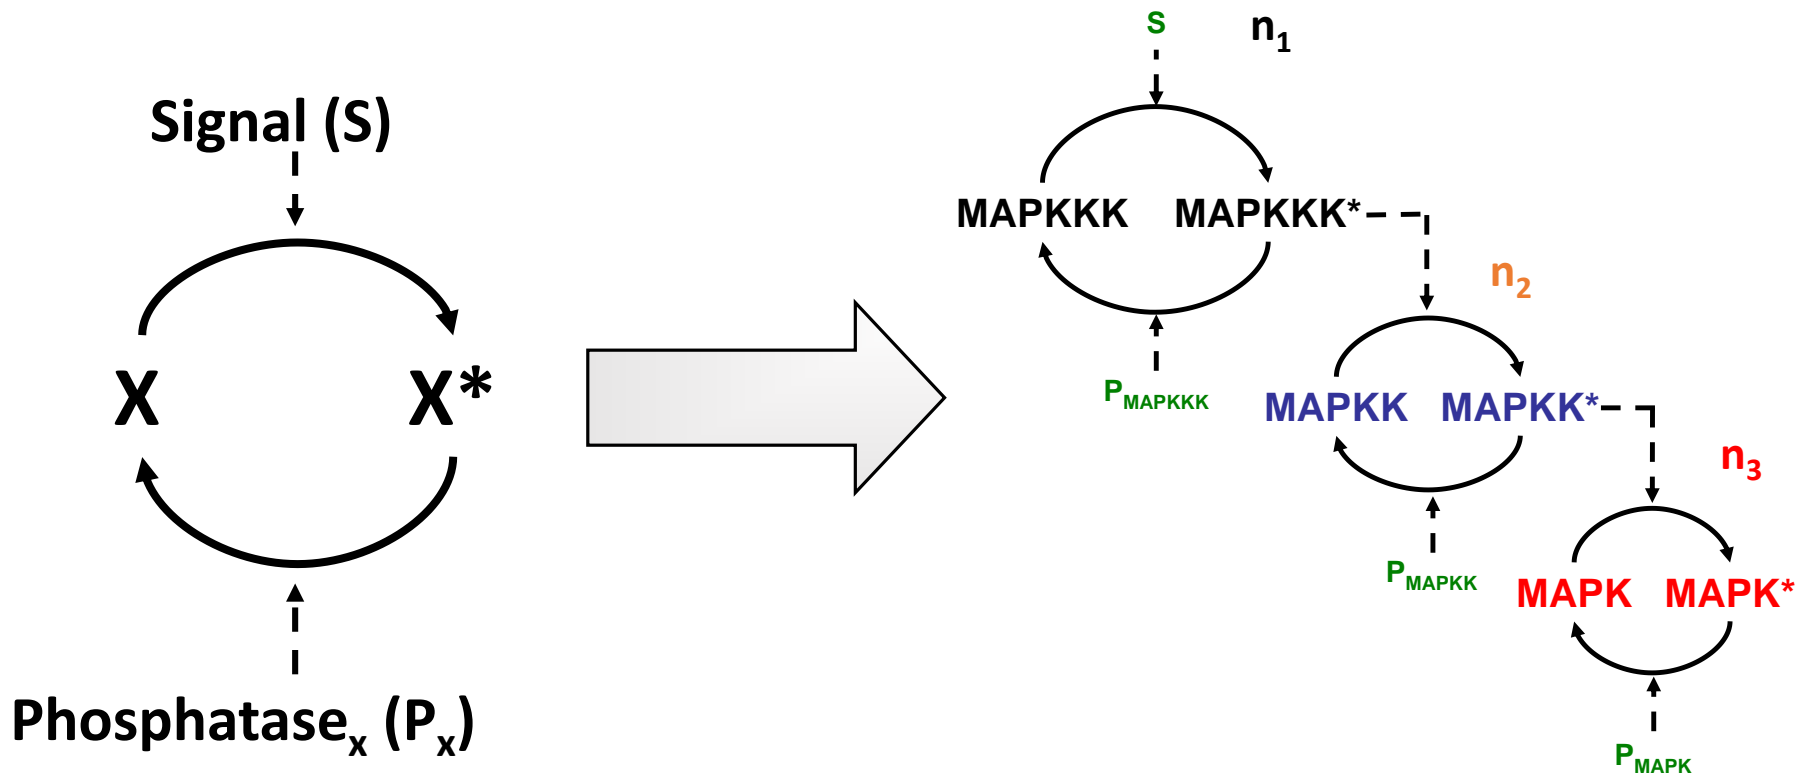 Signal (S)
X X*
Phosphatasex (Px)
S n1
MAPKKK MAPKKK*
PMAPKKK
n2
MAPKK MAPKK*
PMAPKK
n3
MAPK MAPK*
PMAPK